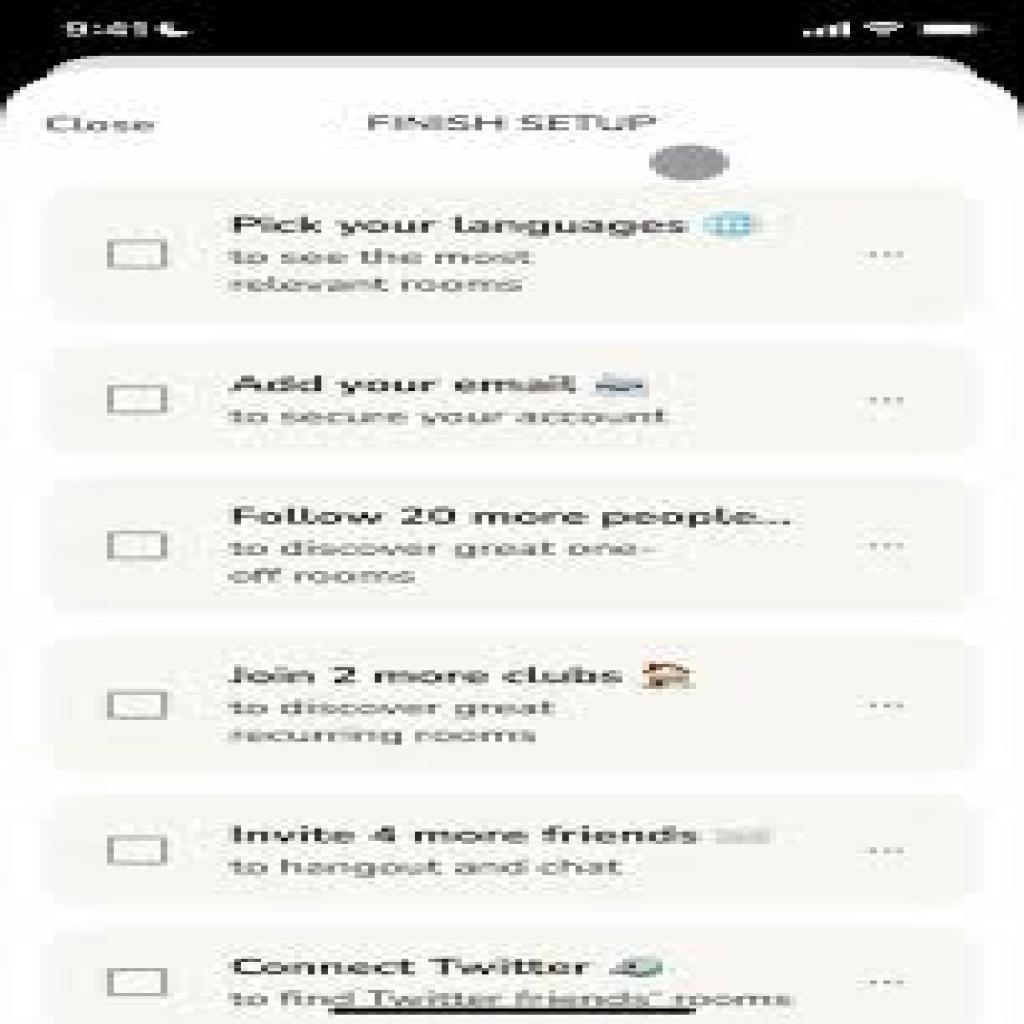 9:41
Close
FINISH SETUP
Pick your languages
to see the most
relevant rooms
Add your email
to secure your account
Follow 20 more people...
to discover great one-
off rooms
Join 2 more clubs
to discover great
recurring rooms
Invite 4 more friends
to hangout and chat
Connect Twitter
to find Twitter friends' rooms